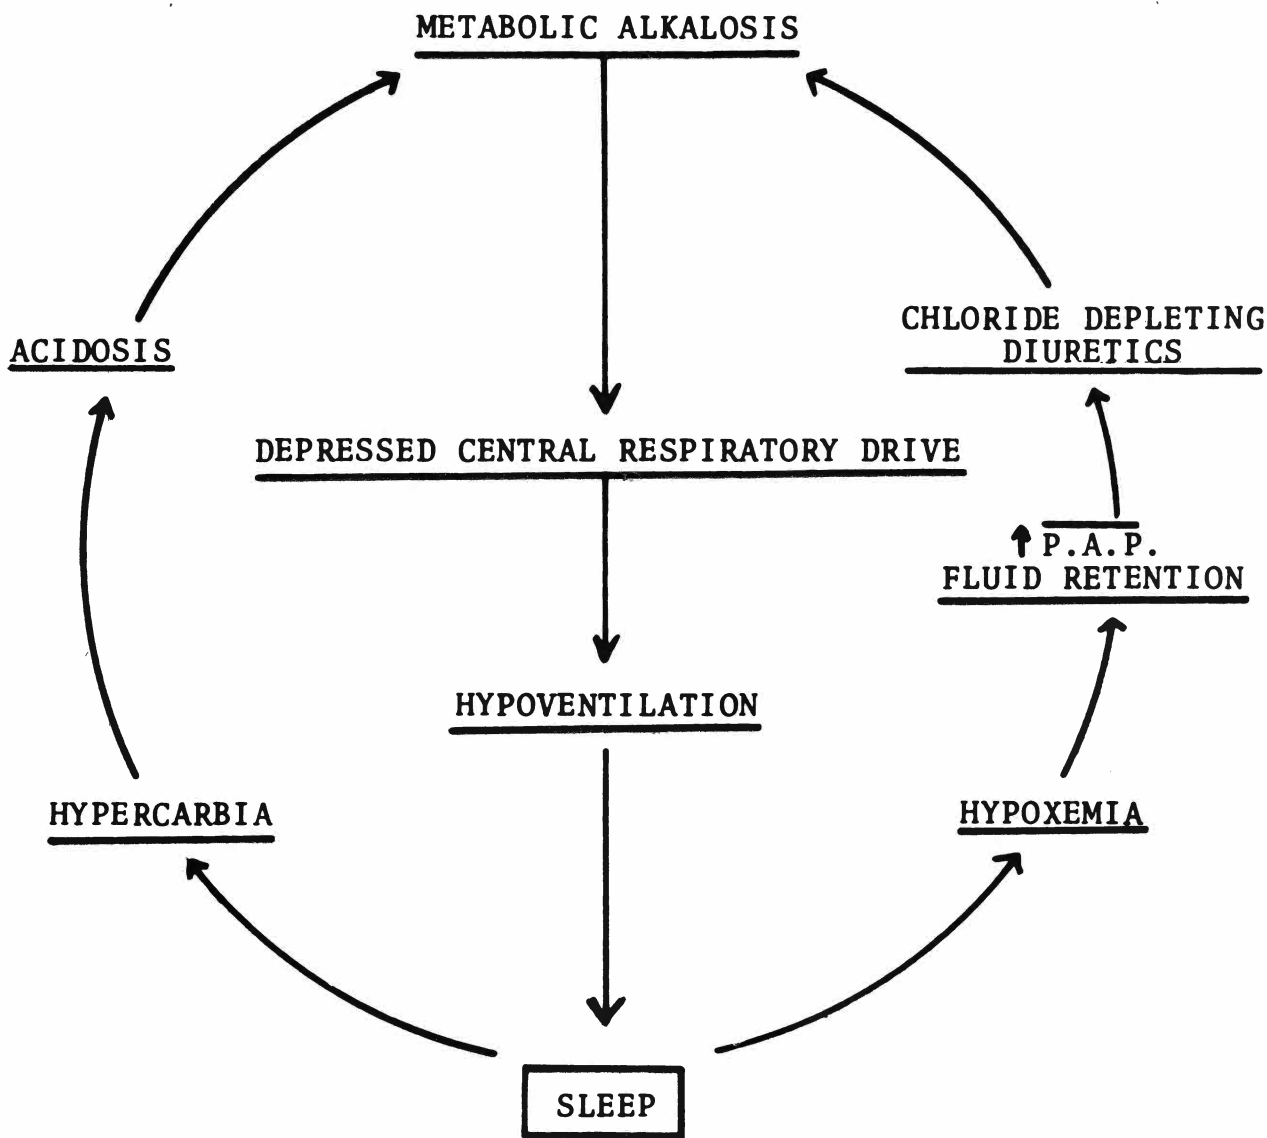 METABOLIC ALKALOSIS
ACIDOSIS
CHLORIDE DEPLETING
DIURETICS
DEPRESSED CENTRAL RESPIRATORY DRIVE
↑ P.A.P.
FLUID RETENTION
HYPOVENTILATION
HYPERCARBIA
HYPOXEMIA
SLEEP